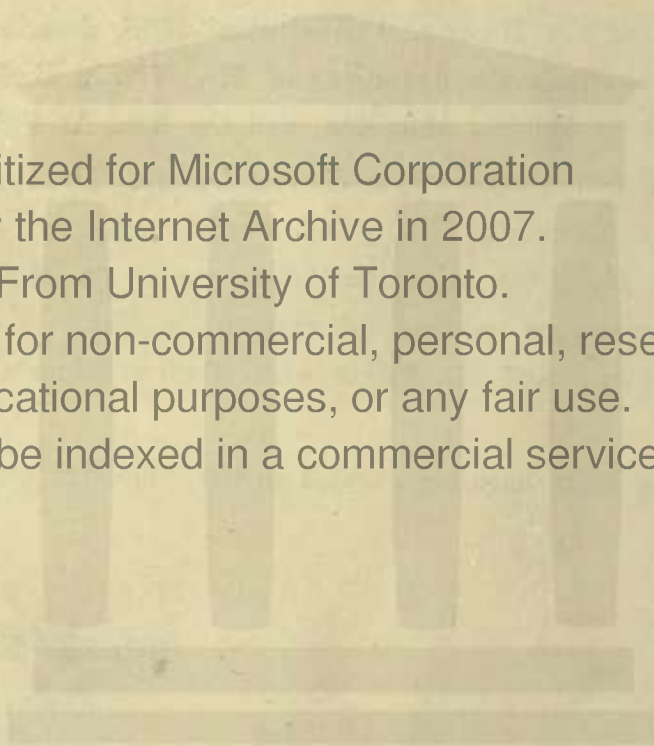 itized for Microsoft Corporation
the Internet Archive in 2007.
From University of Toronto.
for non-commercial, personal, rese
cational purposes, or any fair use.
be indexed in a commercial service